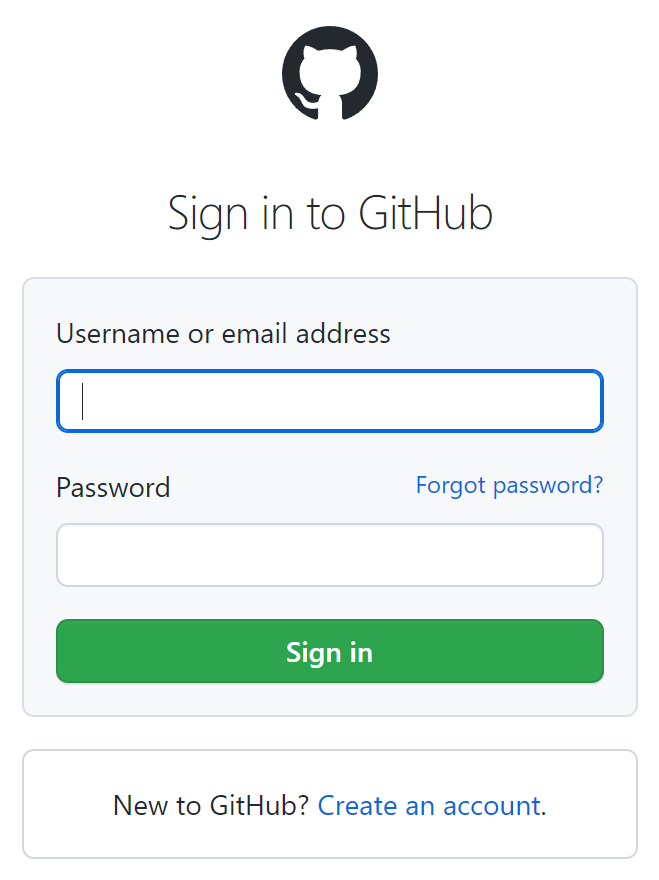 Sign in to GitHub
Username or email address
Password
Forgot password?
Sign in
New to GitHub? Create an account.